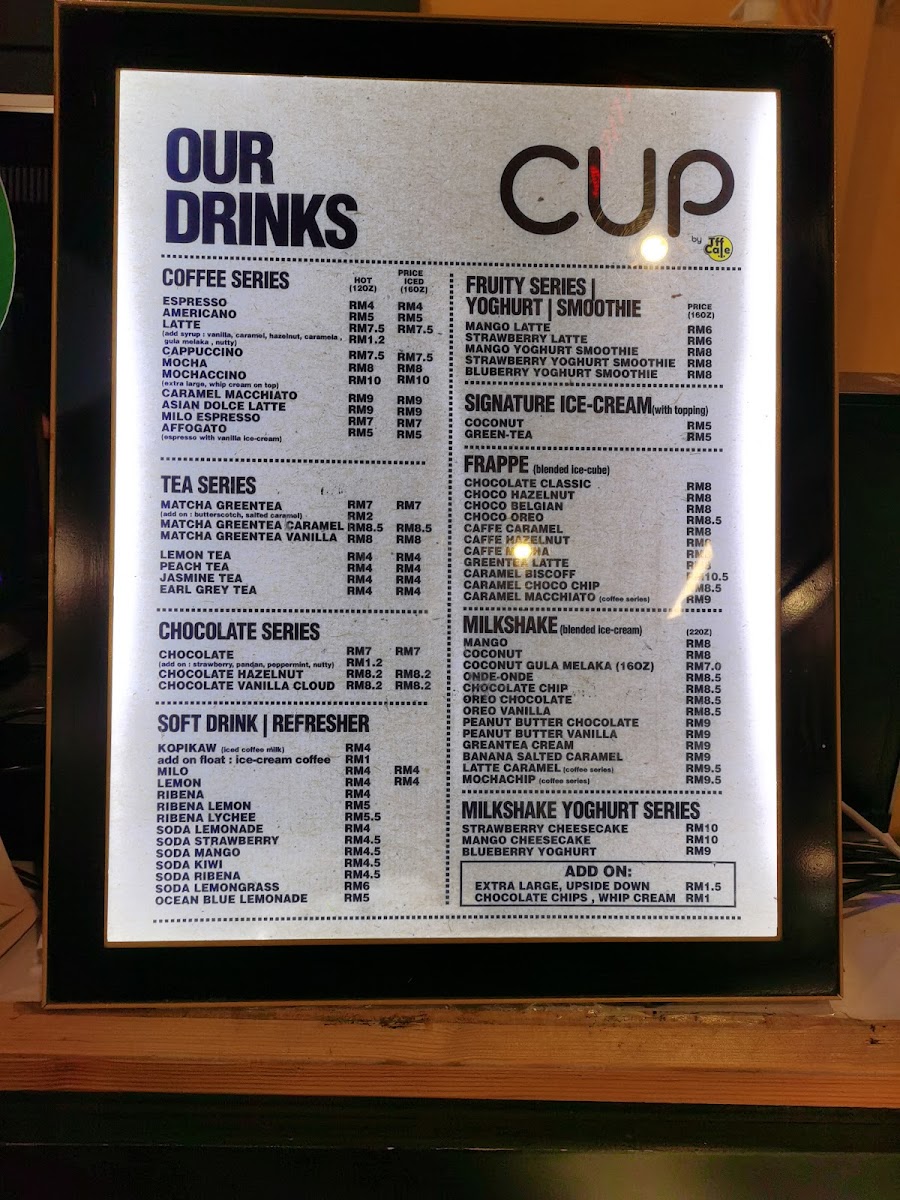 OUR
DRINKS
CUP
by Tff Cafe
COFFEE SERIES HOT (12OZ) PRICE ICED (16OZ)
ESPRESSO RM4 RM4
AMERICANO RM5 RM5
LATTE RM7.5 RM7.5
(add syrup : vanilla, caramel, hazelnut, caramela , RM1.2
gula melaka , nutty)
CAPPUCCINO RM7.5 RM7.5
MOCHA RM8 RM8
MOCHACCINO RM10 RM10
(extra large, whip cream on top)
CARAMEL MACCHIATO RM9 RM9
ASIAN DOLCE LATTE RM9 RM9
MILO ESPRESSO RM7 RM7
AFFOGATO RM5 RM5
(espresso with vanilla ice-cream)
TEA SERIES
MATCHA GREENTEA RM7 RM7
(add on : butterscotch, salted caramel) RM2
MATCHA GREENTEA CARAMEL RM8.5 RM8.5
MATCHA GREENTEA VANILLA RM8 RM8
LEMON TEA RM4 RM4
PEACH TEA RM4 RM4
JASMINE TEA RM4 RM4
EARL GREY TEA RM4 RM4
CHOCOLATE SERIES
CHOCOLATE RM7 RM7
(add on : strawberry, pandan, peppermint, nutty) RM1.2
CHOCOLATE HAZELNUT RM8.2 RM8.2
CHOCOLATE VANILLA CLOUD RM8.2 RM8.2
SOFT DRINK | REFRESHER
KOPIKAW (iced coffee milk) RM4
add on float : ice-cream coffee RM1
MILO RM4 RM4
LEMON RM4 RM4
RIBENA RM4
RIBENA LEMON RM5
RIBENA LYCHEE RM5.5
SODA LEMONADE RM4
SODA STRAWBERRY RM4.5
SODA MANGO RM4.5
SODA KIWI RM4.5
SODA RIBENA RM4.5
SODA LEMONGRASS RM6
OCEAN BLUE LEMONADE RM5
FRUITY SERIES |
YOGHURT | SMOOTHIE PRICE (16OZ)
MANGO LATTE RM6
STRAWBERRY LATTE RM6
MANGO YOGHURT SMOOTHIE RM8
STRAWBERRY YOGHURT SMOOTHIE RM8
BLUBERRY YOGHURT SMOOTHIE RM8
SIGNATURE ICE-CREAM (with topping)
COCONUT RM5
GREEN-TEA RM5
FRAPPE (blended ice-cube)
CHOCOLATE CLASSIC RM8
CHOCO HAZELNUT RM8
CHOCO BELGIAN RM8
CHOCO OREO RM8.5
CAFFE CARAMEL RM8
CAFFE HAZELNUT
CAFFE
GREENTEA LATTE
CARAMEL BISCOFF
CARAMEL CHOCO CHIP
CARAMEL MACCHIATO (coffee series) RM9
MILKSHAKE (blended ice-cream) (22OZ)
MANGO RM8
COCONUT RM8
COCONUT GULA MELAKA (16OZ) RM7.0
ONDE-ONDE RM8.5
CHOCOLATE CHIP RM8.5
OREO CHOCOLATE RM8.5
OREO VANILLA RM8.5
PEANUT BUTTER CHOCOLATE RM9
PEANUT BUTTER VANILLA RM9
GREANTEA CREAM RM9
BANANA SALTED CARAMEL RM9
LATTE CARAMEL (coffee series) RM9.5
MOCHACHIP (coffee series) RM9.5
MILKSHAKE YOGHURT SERIES
STRAWBERRY CHEESECAKE RM10
MANGO CHEESECAKE RM10
BLUEBERRY YOGHURT RM9
ADD ON:
EXTRA LARGE, UPSIDE DOWN RM1.5
CHOCOLATE CHIPS , WHIP CREAM RM1